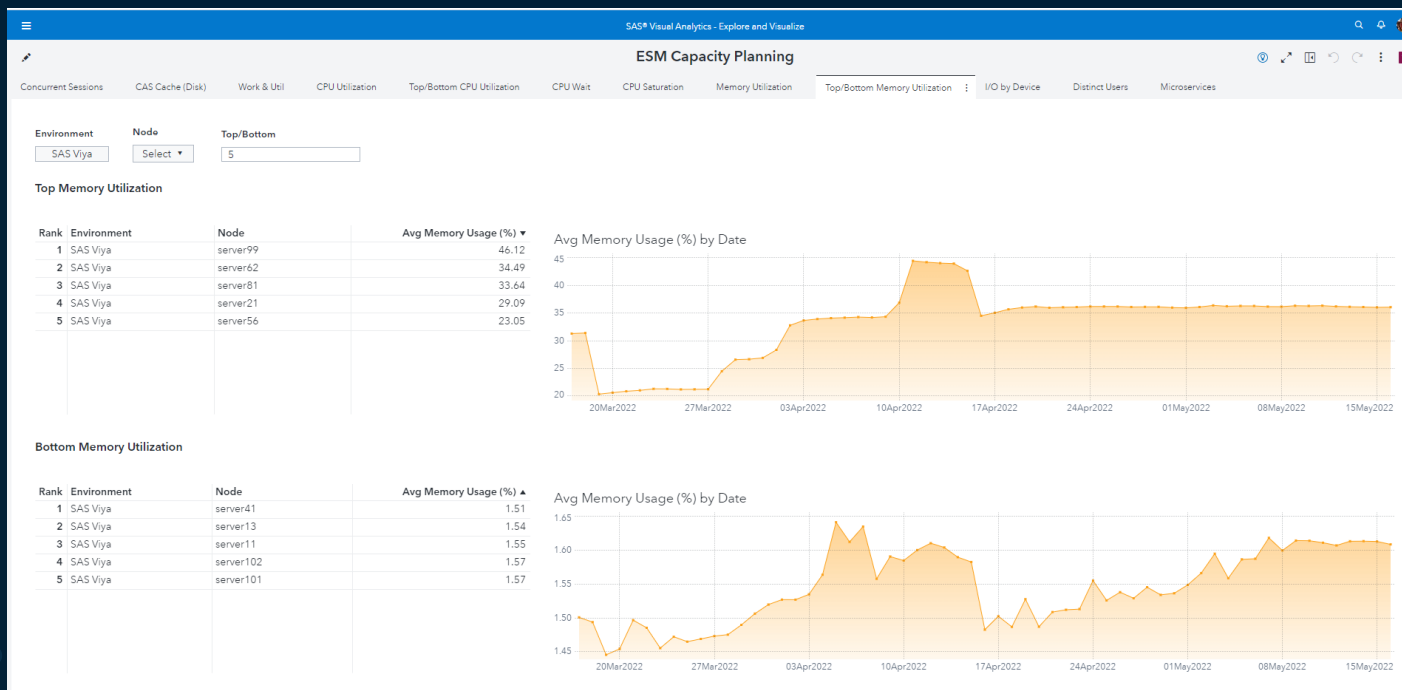 SAS® Visual Analytics - Explore and Visualize
ESM Capacity Planning
Concurrent Sessions CAS Cache (Disk) Work & Util CPU Utilization Top/Bottom CPU Utilization CPU Wait CPU Saturation Memory Utilization Top/Bottom Memory Utilization I/O by Device Distinct Users Microservices
Environment Node Top/Bottom
SAS Viya Select 5
Top Memory Utilization
Rank Environment Node Avg Memory Usage (%)
1 SAS Viya server99 46.12
2 SAS Viya server62 34.49
3 SAS Viya server81 33.64
4 SAS Viya server21 29.09
5 SAS Viya server56 23.05
Avg Memory Usage (%) by Date
45
40
35
30
25
20
20Mar2022 27Mar2022 03Apr2022 10Apr2022 17Apr2022 24Apr2022 01May2022 08May2022 15May2022
Bottom Memory Utilization
Rank Environment Node Avg Memory Usage (%)
1 SAS Viya server41 1.51
2 SAS Viya server13 1.54
3 SAS Viya server11 1.55
4 SAS Viya server102 1.57
5 SAS Viya server101 1.57
Avg Memory Usage (%) by Date
1.65
1.60
1.55
1.50
1.45
20Mar2022 27Mar2022 03Apr2022 10Apr2022 17Apr2022 24Apr2022 01May2022 08May2022 15May2022